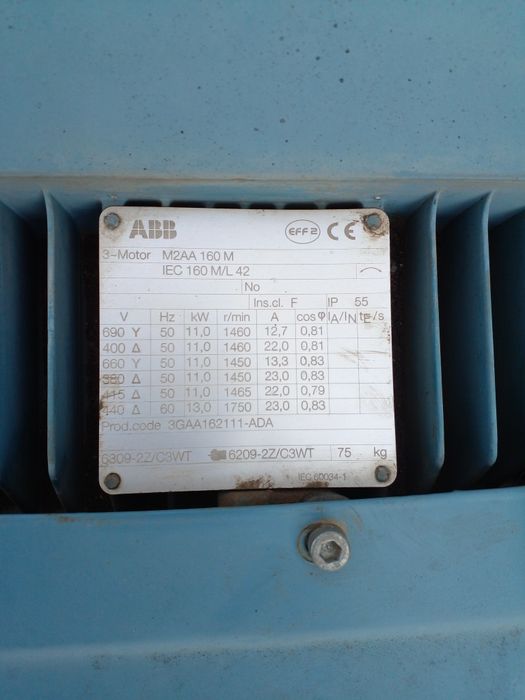 ABB EFF2 CE
3~Motor M2AA 160 M
IEC 160 M/L 42
No
Ins.cl. F IP 55
V Hz kW r/min A cos φ IA/IN tE/s
690 Y 50 11,0 1460 12,7 0,81
400 Δ 50 11,0 1460 22,0 0,81
660 Y 50 11,0 1450 13,3 0,83
380 Δ 50 11,0 1450 23,0 0,83
415 Δ 50 11,0 1465 22,0 0,79
440 Δ 60 13,0 1750 23,0 0,83
Prod.code 3GAA162111-ADA
6309-2Z/C3WT 6209-2Z/C3WT 75 kg
IEC 60034-1